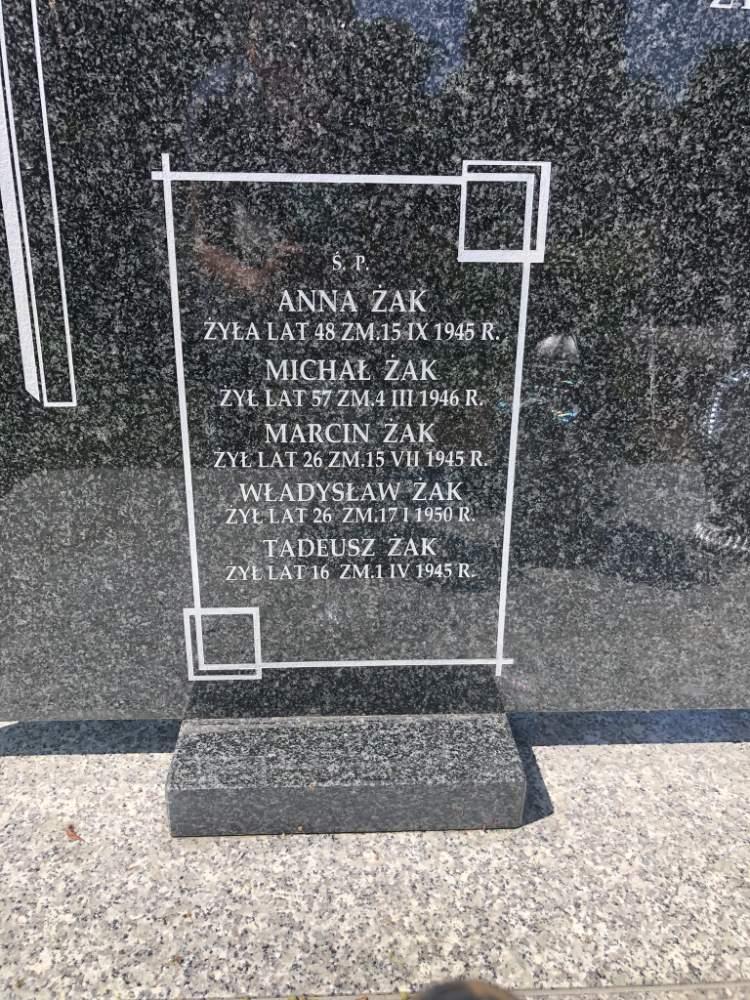 Ś. P.
ANNA ŻAK
ŻYŁA LAT 48 ZM.15 IX 1945 R.
MICHAŁ ŻAK
ŻYŁ LAT 57 ZM.4 III 1946 R.
MARCIN ŻAK
ŻYŁ LAT 26 ZM.15 VII 1945 R.
WŁADYSŁAW ŻAK
ŻYŁ LAT 26 ZM.17 I 1950 R.
TADEUSZ ŻAK
ŻYŁ LAT 16 ZM.1 IV 1945 R.